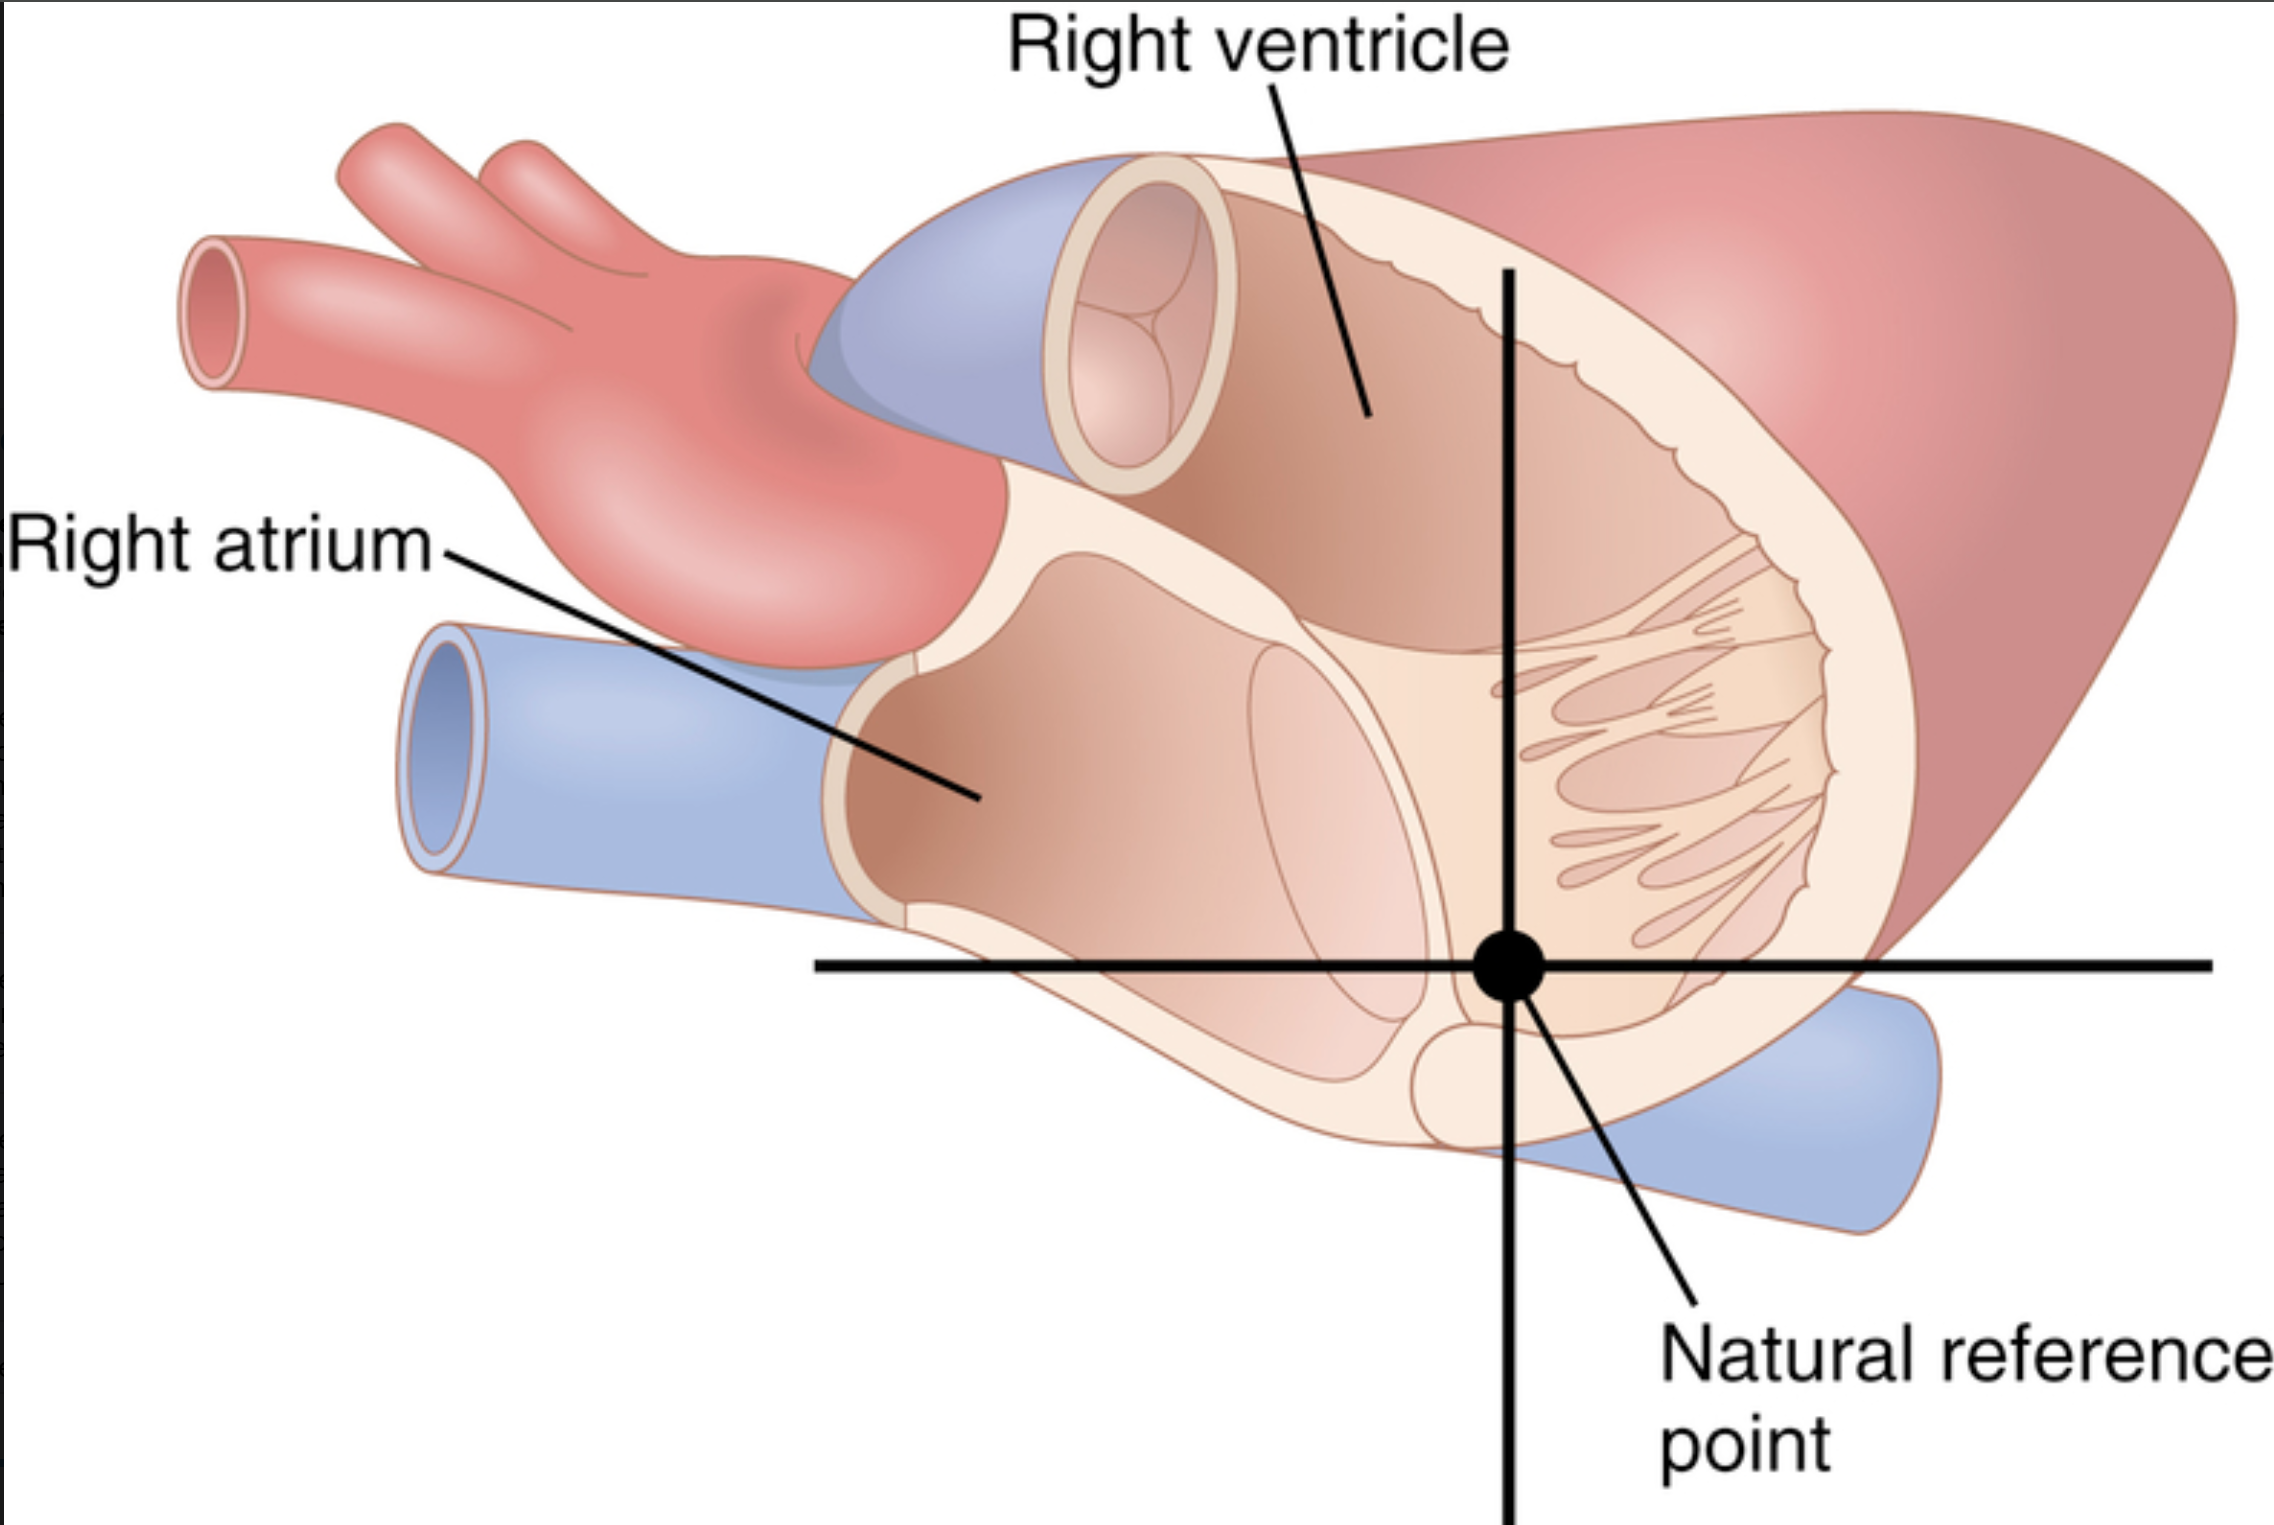 Right ventricle
Right atrium
Natural reference
point